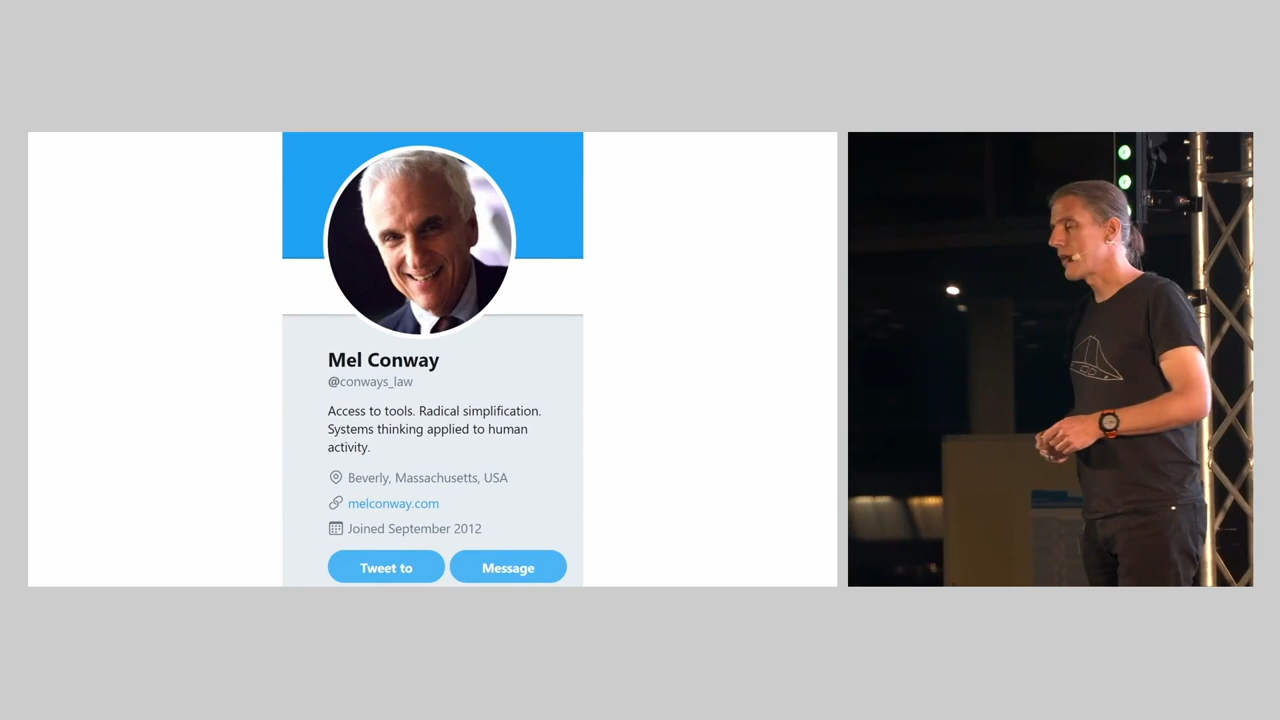 Mel Conway
@conways_law
Access to tools. Radical simplification.
Systems thinking applied to human
activity.
Beverly, Massachusetts, USA
melconway.com
Joined September 2012
Tweet to
Message